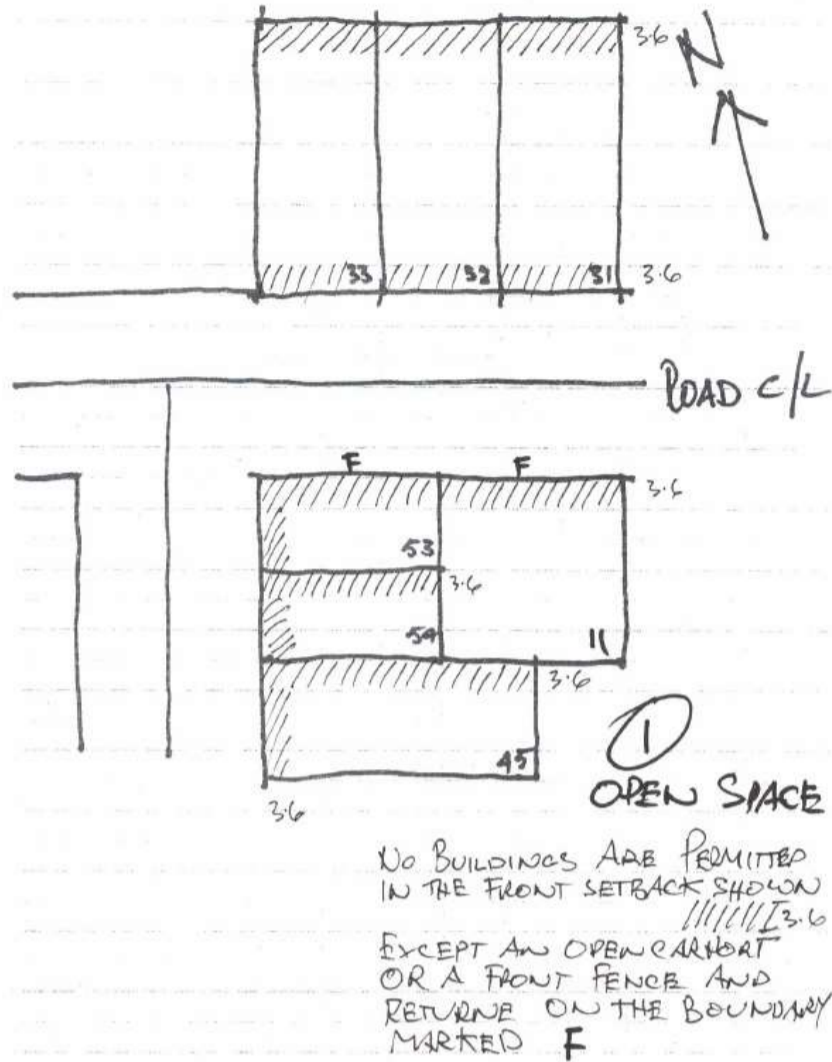 3.6
N
33 32 31 3.6
ROAD C/L
F F
3.6
53
3.6
54 11
3.6
45
3.6
1
OPEN SPACE
NO BUILDINGS ARE PERMITTED
IN THE FRONT SETBACK SHOWN
3.6
EXCEPT AN OPEN CARPORT
OR A FRONT FENCE AND
RETURNE ON THE BOUNDARY
MARKED F